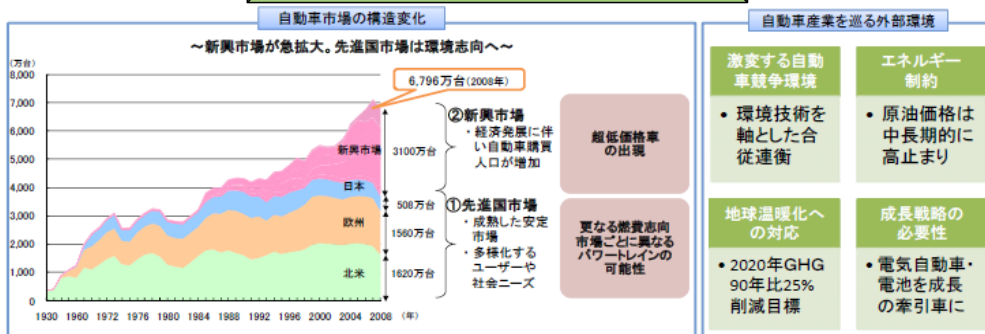 自動車市場の構造変化
～新興市場が急拡大。先進国市場は環境志向へ～
(万台)
8,000
7,000
6,000
5,000
4,000
3,000
2,000
1,000
0
1930
1968
1972
1976
1980
1984
1988
1992
1996
2000
2004
2008
(年)
6,796万台(2008年)
新興市場
日本
欧州
北米
3100万台
508万台
1560万台
1620万台
②新興市場
・経済発展に伴
い自動車購買
人口が増加
①先進国市場
・成熟した安定
市場
・多様化する
ユーザーや
社会ニーズ
超低価格車
の出現
更なる燃費志向
市場ごとに異なる
パワートレインの
可能性
自動車産業を巡る外部環境
激変する自動
車競争環境
• 環境技術を
軸とした合
従連衡
エネルギー
制約
• 原油価格は
中長期的に
高止まり
地球温暖化へ
の対応
• 2020年GHG
90年比25%
削減目標
成長戦略の
必要性
• 電気自動車・
電池を成長
の牽引車に